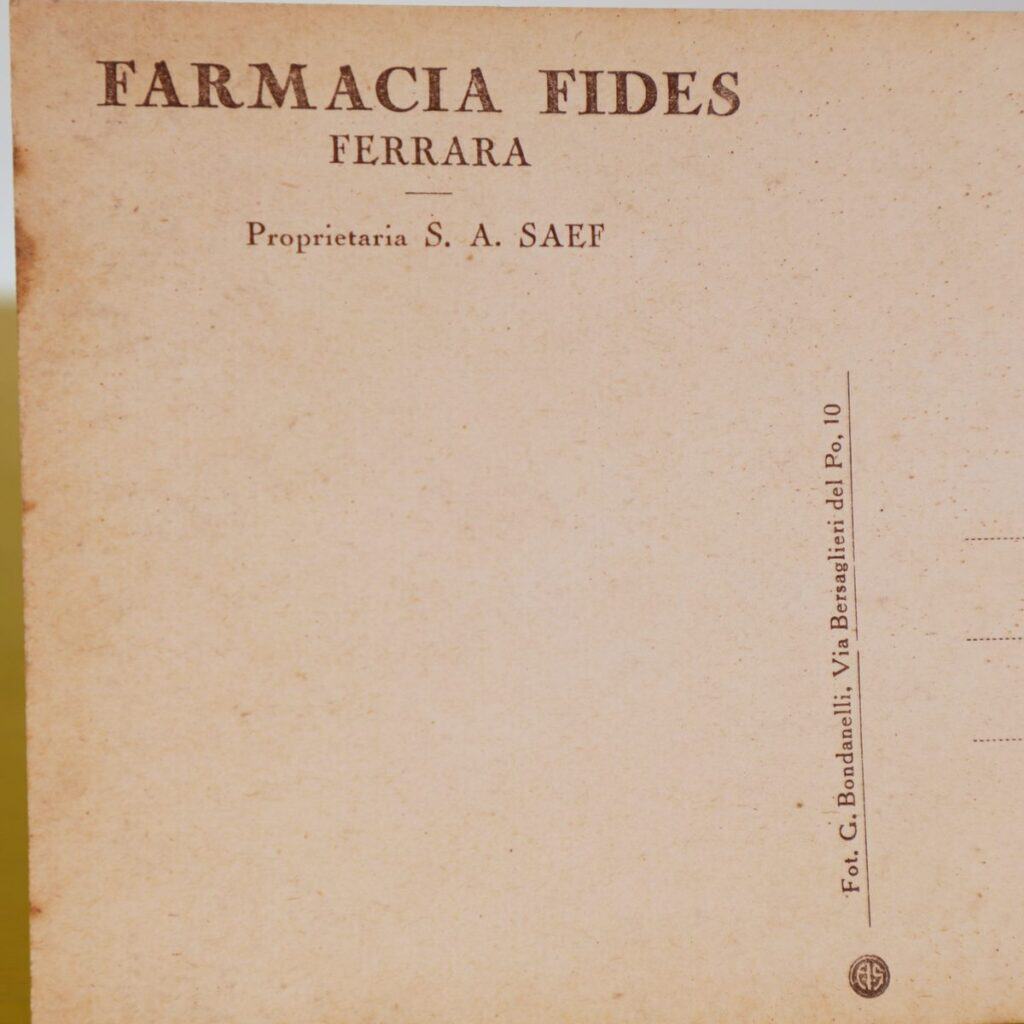 FARMACIA FIDES
FERRARA
Proprietaria S. A. SAEF
Fot. G. Bondanelli, Via Bersaglieri del Po, 10